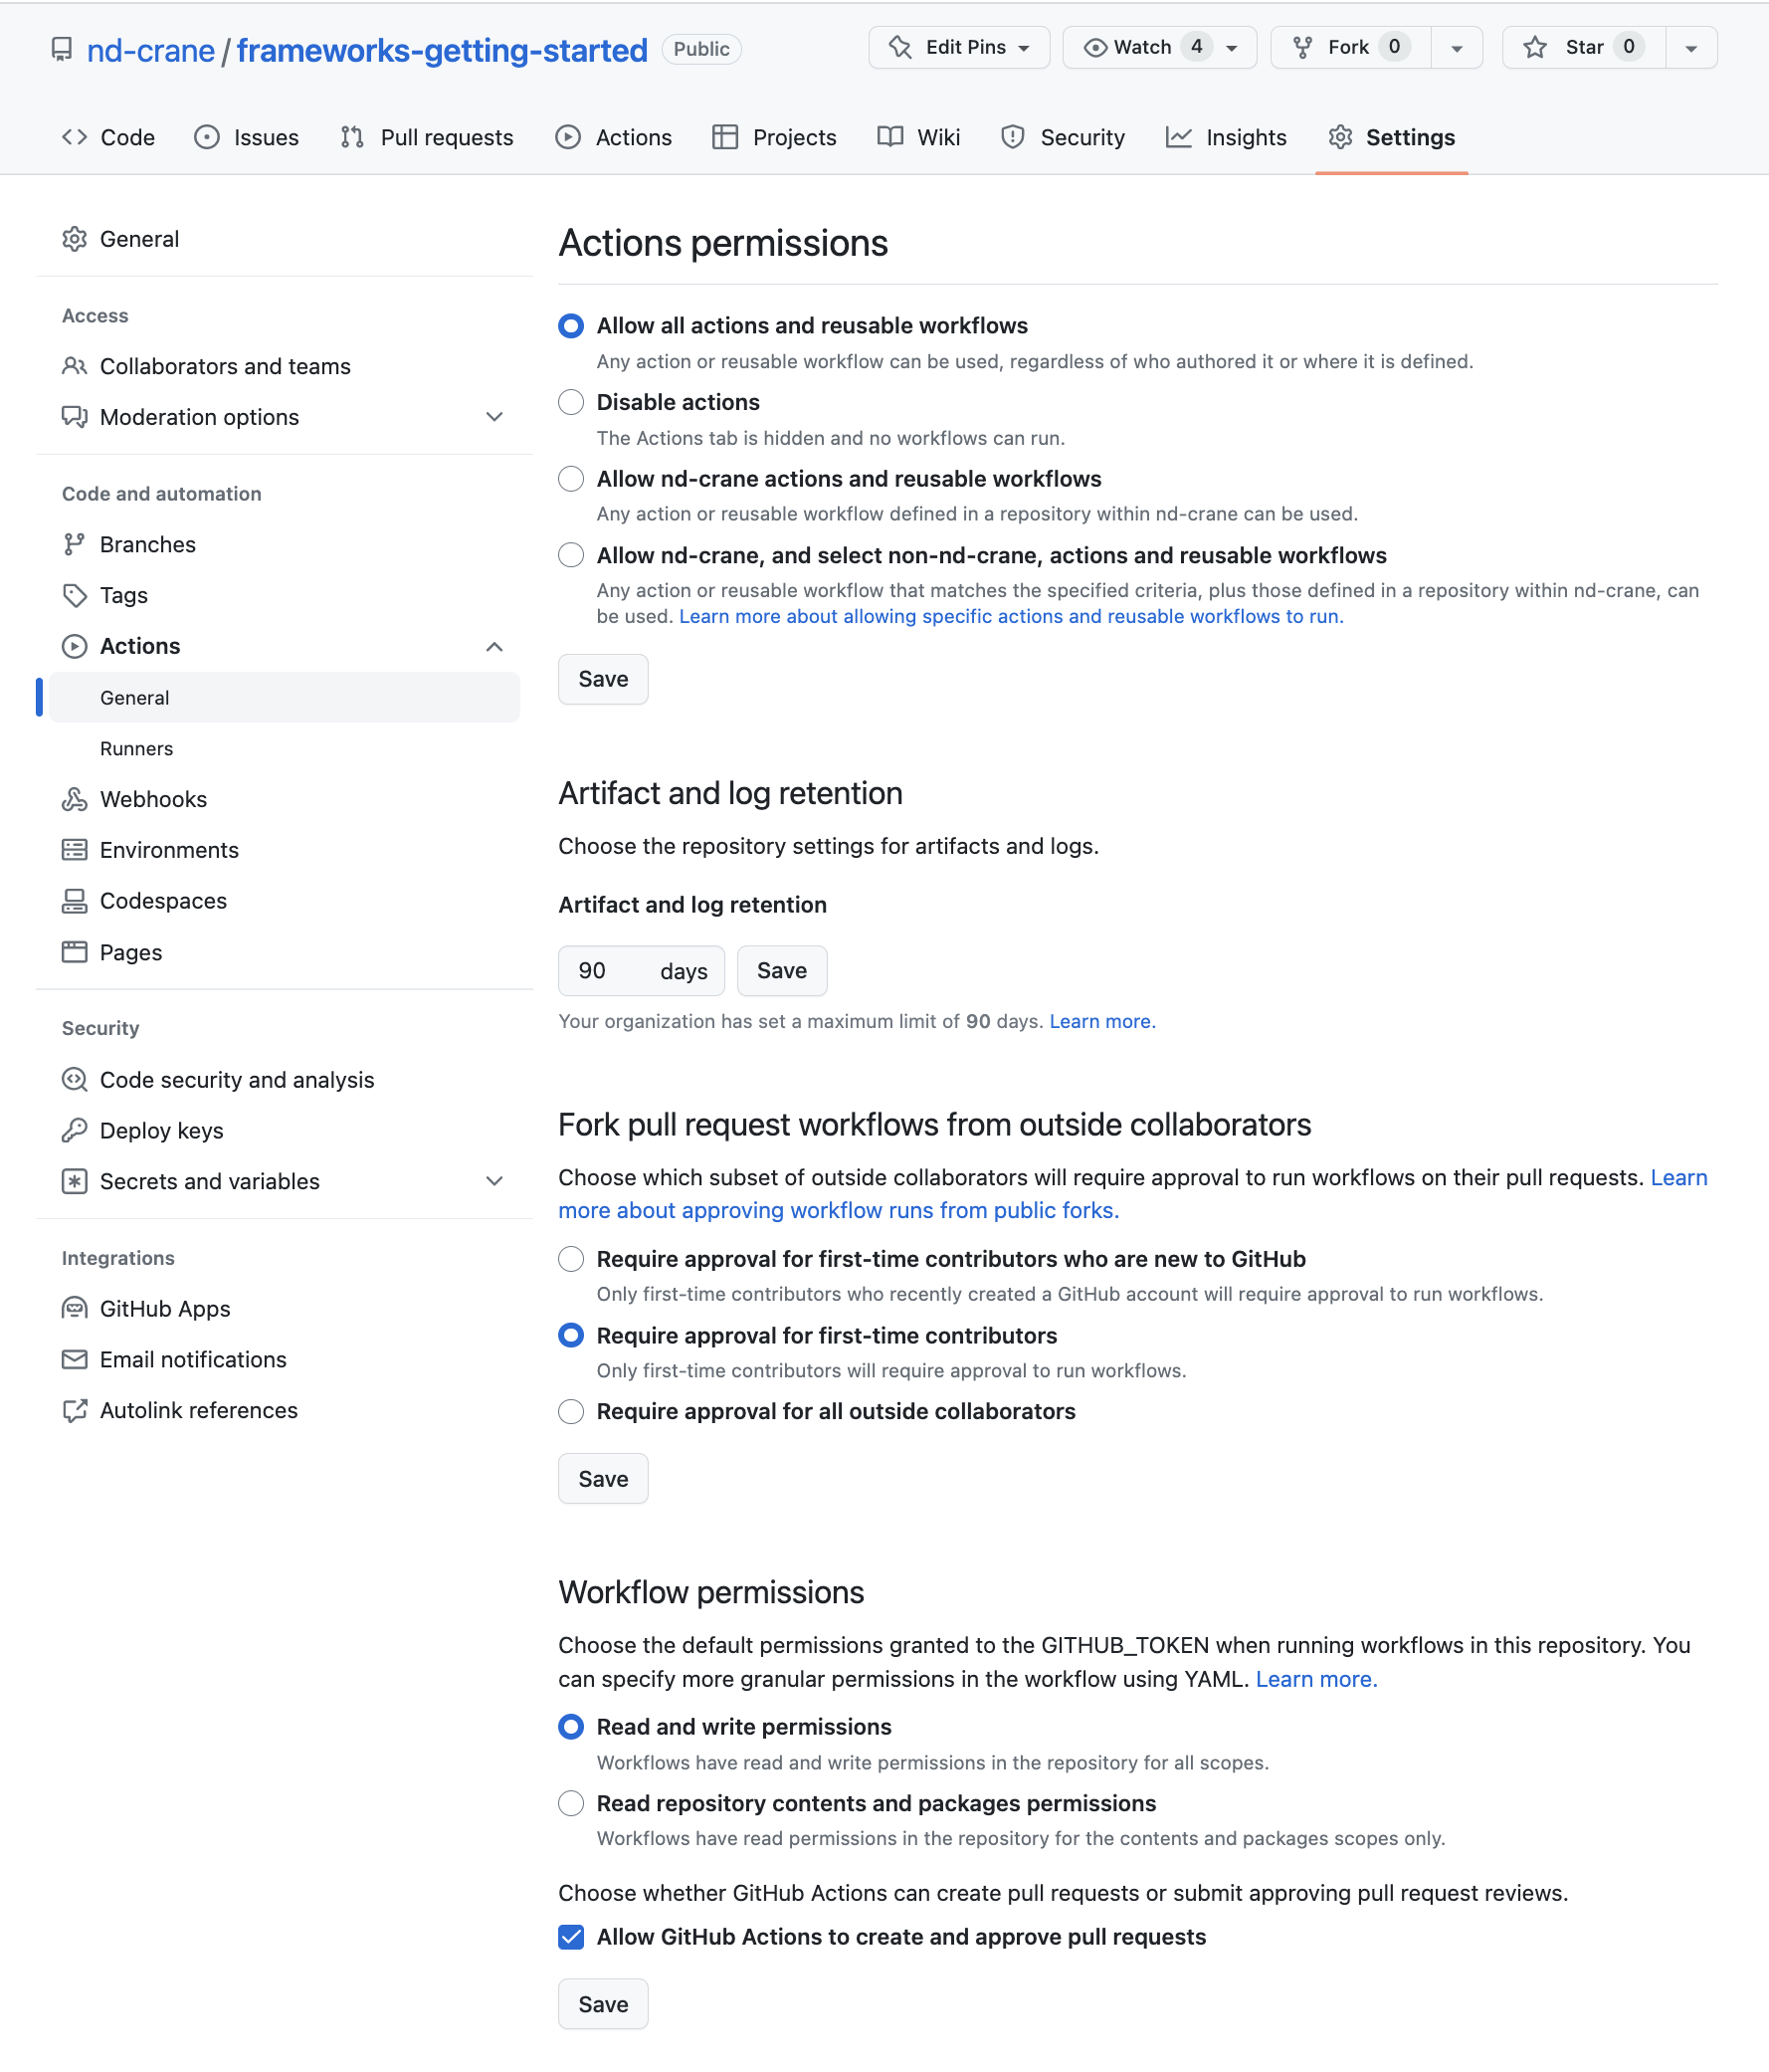 nd-crane / frameworks-getting-started Public Edit Pins Watch 4 Fork 0 Star 0
Code Issues Pull requests Actions Projects Wiki Security Insights Settings
General
Access
Collaborators and teams
Moderation options
Code and automation
Branches
Tags
Actions
General
Runners
Webhooks
Environments
Codespaces
Pages
Security
Code security and analysis
Deploy keys
Secrets and variables
Integrations
GitHub Apps
Email notifications
Autolink references
Actions permissions
Allow all actions and reusable workflows
Any action or reusable workflow can be used, regardless of who authored it or where it is defined.
Disable actions
The Actions tab is hidden and no workflows can run.
Allow nd-crane actions and reusable workflows
Any action or reusable workflow defined in a repository within nd-crane can be used.
Allow nd-crane, and select non-nd-crane, actions and reusable workflows
Any action or reusable workflow that matches the specified criteria, plus those defined in a repository within nd-crane, can
be used. Learn more about allowing specific actions and reusable workflows to run.
Save
Artifact and log retention
Choose the repository settings for artifacts and logs.
Artifact and log retention
90 days Save
Your organization has set a maximum limit of 90 days. Learn more.
Fork pull request workflows from outside collaborators
Choose which subset of outside collaborators will require approval to run workflows on their pull requests. Learn
more about approving workflow runs from public forks.
Require approval for first-time contributors who are new to GitHub
Only first-time contributors who recently created a GitHub account will require approval to run workflows.
Require approval for first-time contributors
Only first-time contributors will require approval to run workflows.
Require approval for all outside collaborators
Save
Workflow permissions
Choose the default permissions granted to the GITHUB_TOKEN when running workflows in this repository. You
can specify more granular permissions in the workflow using YAML. Learn more.
Read and write permissions
Workflows have read and write permissions in the repository for all scopes.
Read repository contents and packages permissions
Workflows have read permissions in the repository for the contents and packages scopes only.
Choose whether GitHub Actions can create pull requests or submit approving pull request reviews.
Allow GitHub Actions to create and approve pull requests
Save